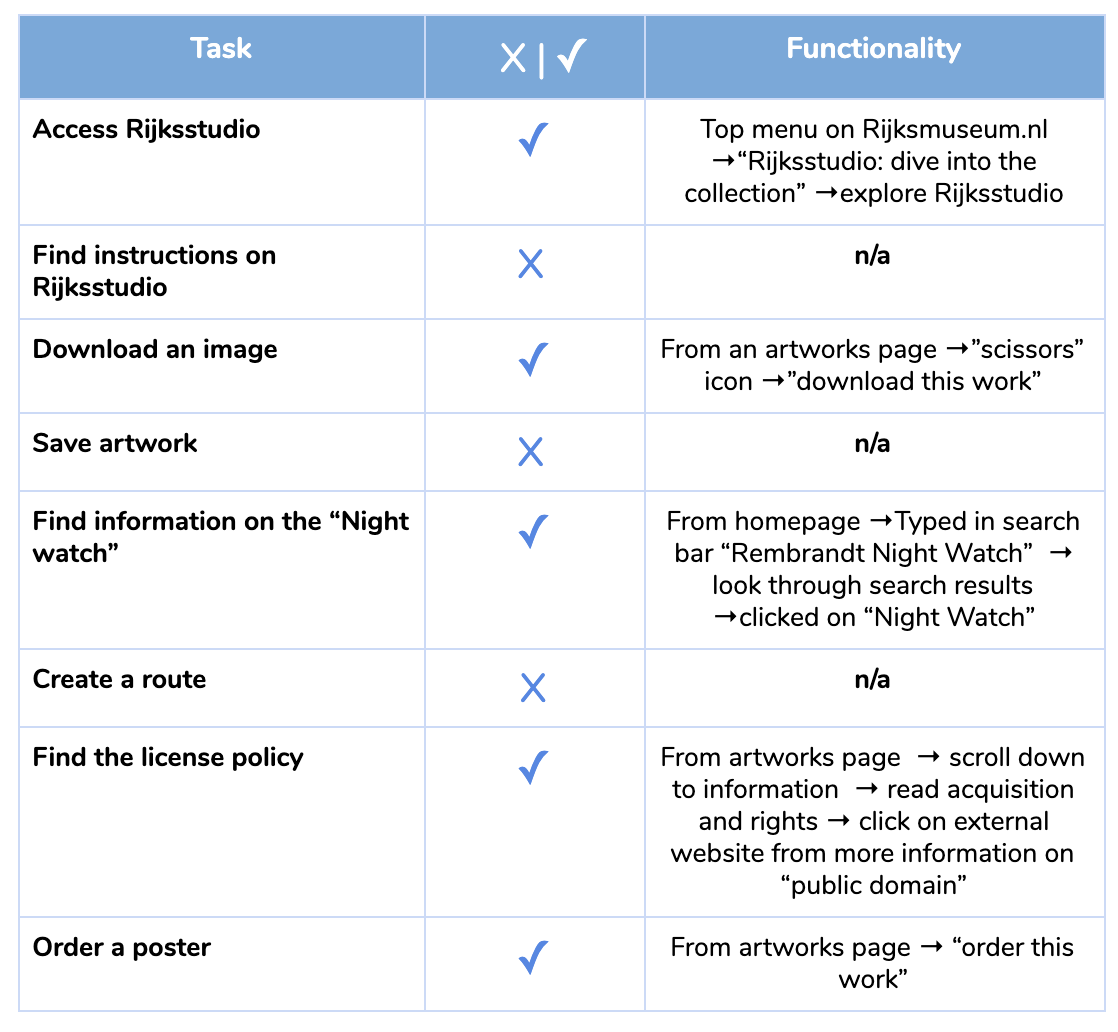 Task
X | ✓
Functionality
Access Rijksstudio
✓
Top menu on Rijksmuseum.nl
→“Rijksstudio: dive into the
collection” →explore Rijksstudio
Find instructions on
Rijksstudio
X
n/a
Download an image
✓
From an artworks page →”scissors”
icon →”download this work”
Save artwork
X
n/a
Find information on the “Night
watch”
✓
From homepage →Typed in search
bar “Rembrandt Night Watch” →
look through search results
→clicked on “Night Watch”
Create a route
X
n/a
Find the license policy
✓
From artworks page → scroll down
to information → read acquisition
and rights → click on external
website from more information on
“public domain”
Order a poster
✓
From artworks page → “order this
work”